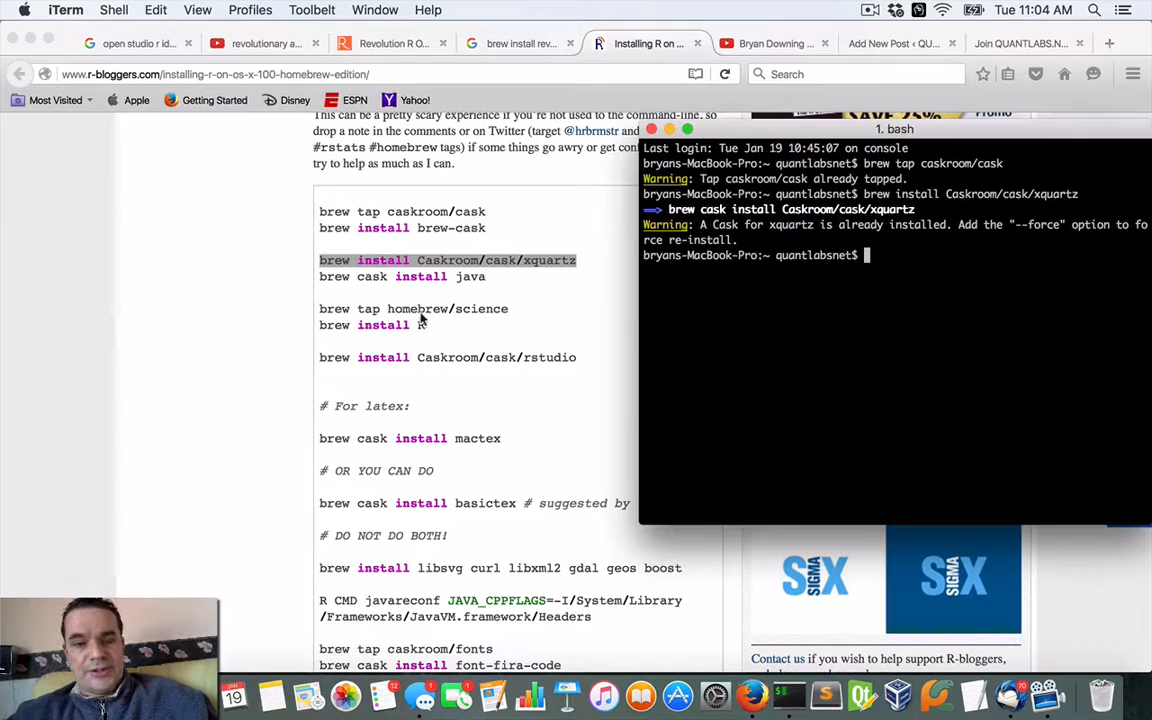 iTerm Shell Edit View Profiles Toolbelt Window Help Tue 11:04 AM
open studio r id... revolutionary a... Revolution R O... brew install rev... Installing R on ... Bryan Downing ... Add New Post ‹ QU... Join QUANTLABS.N...
www.r-bloggers.com/installing-r-on-os-x-100-homebrew-edition/ Search
Most Visited Apple Getting Started Disney ESPN Yahoo!
This can be a pretty scary experience if you're not used to the command-line, so
drop a note in the comments or on Twitter (target @hrbrmstr and
#rstats #homebrew tags) if some things go awry or get con
try to help as much as I can.
brew tap caskroom/cask
brew install brew-cask
brew install Caskroom/cask/xquartz
brew cask install java
brew tap homebrew/science
brew install R
brew install Caskroom/cask/rstudio
# For latex:
brew cask install mactex
# OR YOU CAN DO
brew cask install basictex # suggested by
# DO NOT DO BOTH!
brew install libsvg curl libxml2 gdal geos boost
R CMD javareconf JAVA_CPPFLAGS=-I/System/Library
/Frameworks/JavaVM.framework/Headers
brew tap caskroom/fonts
brew cask install font-fira-code
SAVE 25%
Promo
1. bash
Last login: Tue Jan 19 10:45:07 on console
bryans-MacBook-Pro:~ quantlabsnet$ brew tap caskroom/cask
Warning: Tap caskroom/cask already tapped.
bryans-MacBook-Pro:~ quantlabsnet$ brew install Caskroom/cask/xquartz
==> brew cask install Caskroom/cask/xquartz
Warning: A Cask for xquartz is already installed. Add the "--force" option to fo
rce re-install.
bryans-MacBook-Pro:~ quantlabsnet$
SIX
SIGMA
SIX
SIGMA
Contact us if you wish to help support R-bloggers,
JAN
19
12
1
70